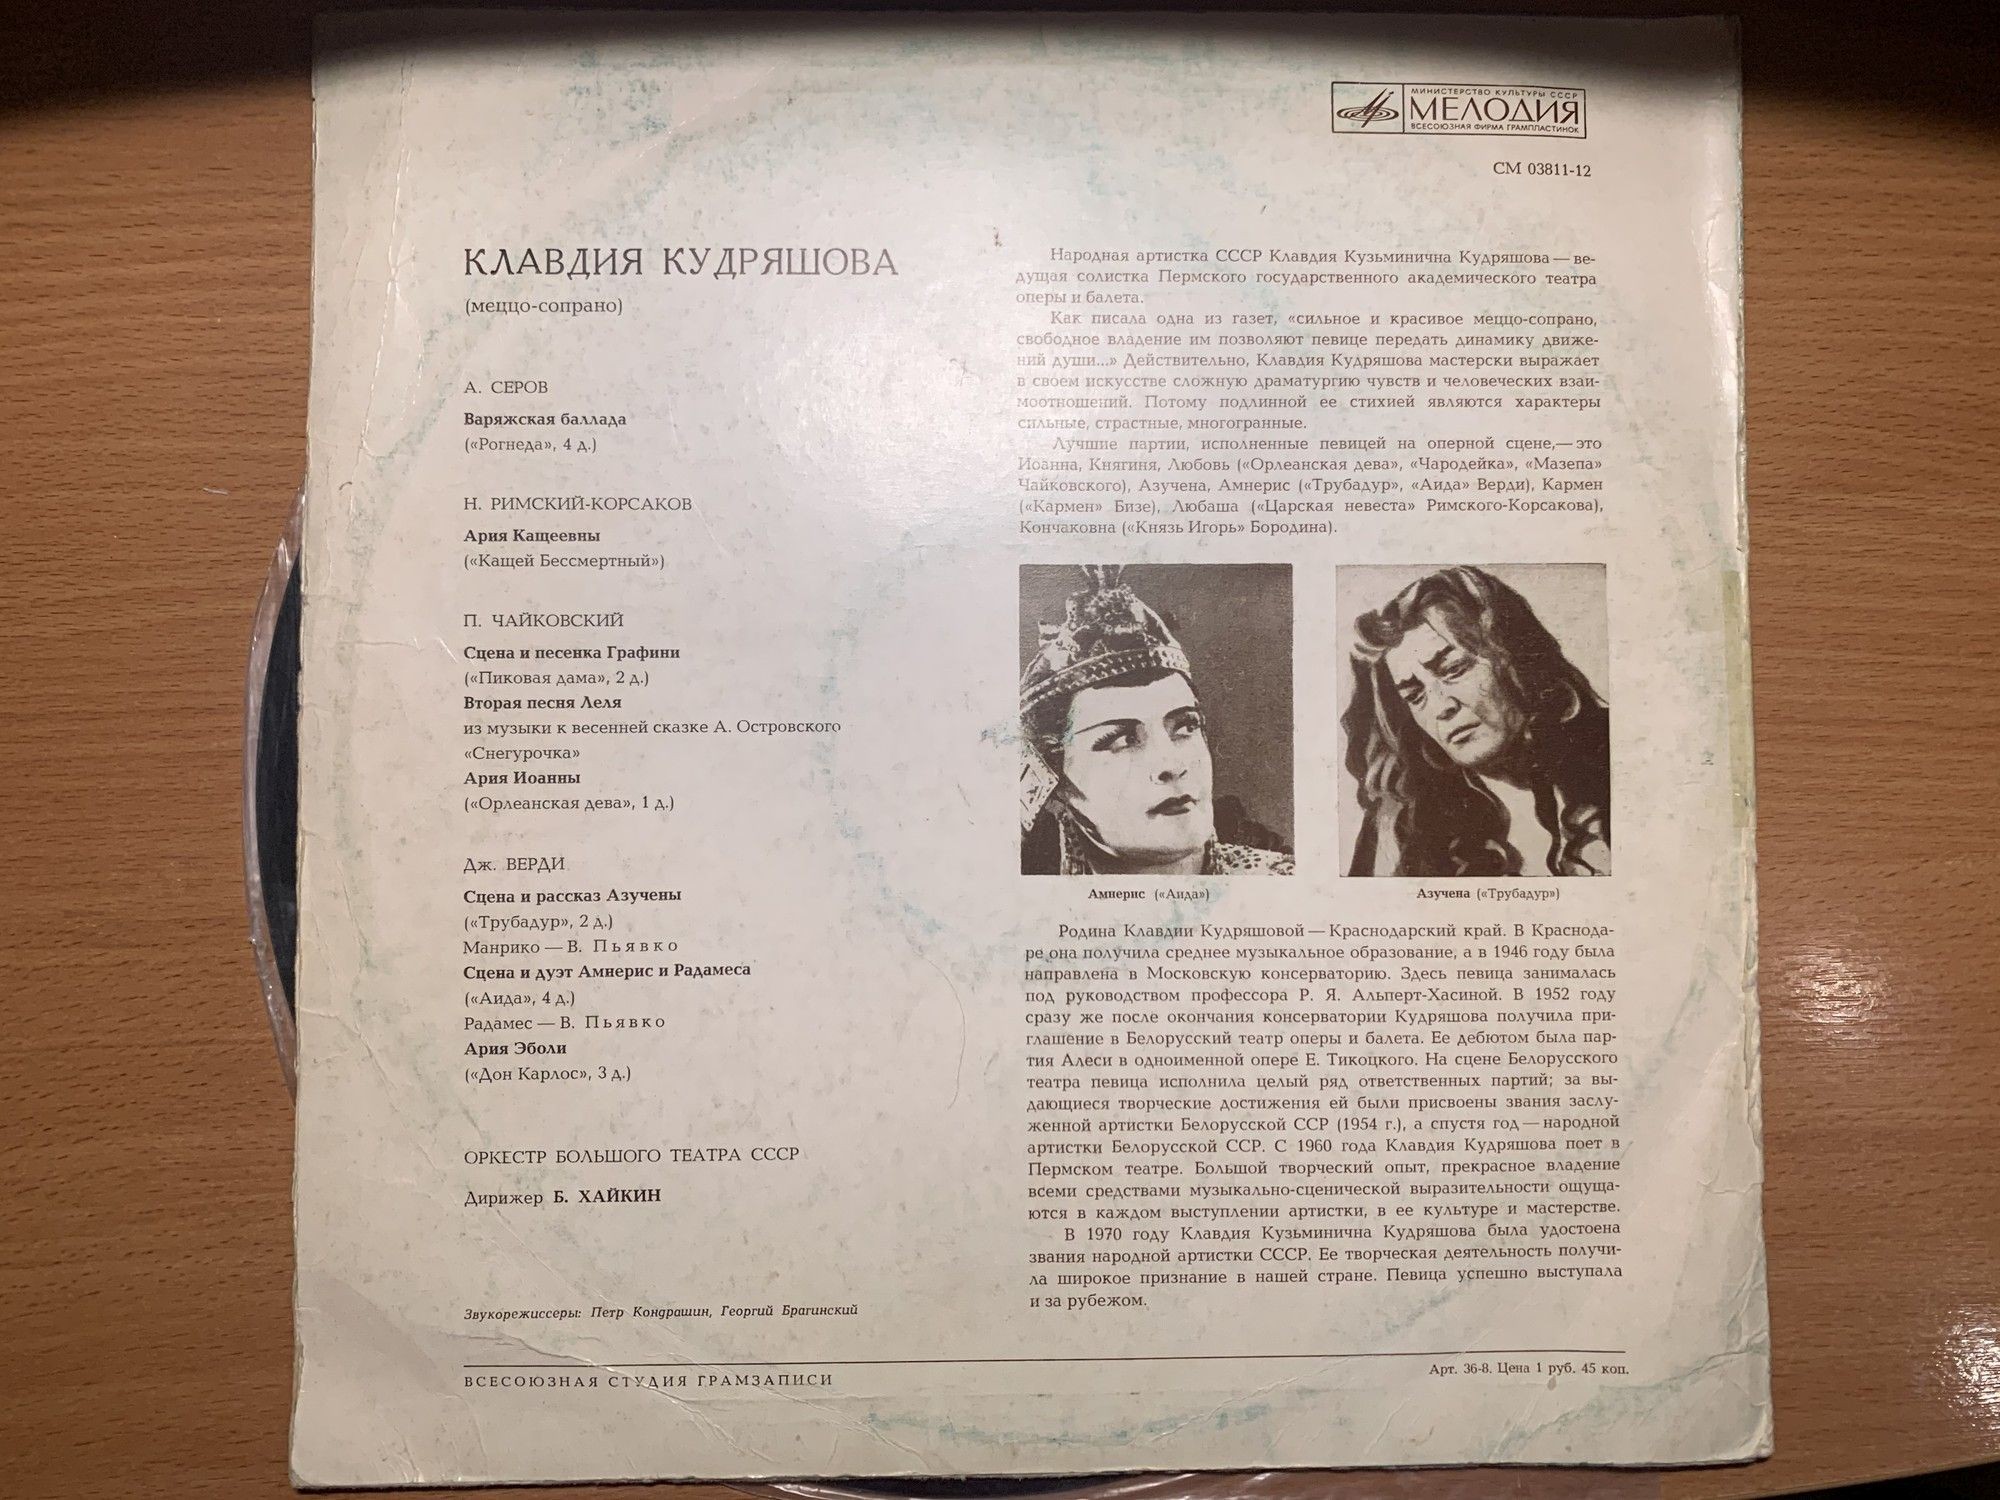 МИНИСТЕРСТВО КУЛЬТУРЫ СССР
МЕЛОДИЯ
ВСЕСОЮЗНАЯ ФИРМА ГРАМПЛАСТИНОК
СМ 03811-12
КЛАВДИЯ КУДРЯШОВА
(меццо-сопрано)
А. СЕРОВ
Варяжская баллада
(«Рогнеда», 4 д.)
Н. РИМСКИЙ-КОРСАКОВ
Ария Кащеевны
(«Кащей Бессмертный»)
П. ЧАЙКОВСКИЙ
Сцена и песенка Графини
(«Пиковая дама», 2 д.)
Вторая песня Леля
из музыки к весенней сказке А. Островского
«Снегурочка»
Ария Иоанны
(«Орлеанская дева», 1 д.)
Дж. ВЕРДИ
Сцена и рассказ Азучены
(«Трубадур», 2 д.)
Манрико — В. Пьявко
Сцена и дуэт Амнерис и Радамеса
(«Аида», 4 д.)
Радамес — В. Пьявко
Ария Эболи
(«Дон Карлос», 3 д.)
ОРКЕСТР БОЛЬШОГО ТЕАТРА СССР
Дирижер Б. ХАЙКИН
Звукорежиссеры: Петр Кондрашин, Георгий Брагинский
Народная артистка СССР Клавдия Кузьминична Кудряшова — ве-
дущая солистка Пермского государственного академического театра
оперы и балета.
Как писала одна из газет, «сильное и красивое меццо-сопрано,
свободное владение им позволяют певице передать динамику движе-
ний души...» Действительно, Клавдия Кудряшова мастерски выражает
в своем искусстве сложную драматургию чувств и человеческих взаи-
моотношений. Потому подлинной ее стихией являются характеры
сильные, страстные, многогранные.
Лучшие партии, исполненные певицей на оперной сцене,— это
Иоанна, Княгиня, Любовь («Орлеанская дева», «Чародейка», «Мазепа»
Чайковского), Азучена, Амнерис («Трубадур», «Аида» Верди), Кармен
(«Кармен» Бизе), Любаша («Царская невеста» Римского-Корсакова),
Кончаковна («Князь Игорь» Бородина).
Амнерис («Аида»)
Азучена («Трубадур»)
Родина Клавдии Кудряшовой — Краснодарский край. В Краснода-
ре она получила среднее музыкальное образование, а в 1946 году была
направлена в Московскую консерваторию. Здесь певица занималась
под руководством профессора Р. Я. Альперт-Хасиной. В 1952 году
сразу же после окончания консерватории Кудряшова получила при-
глашение в Белорусский театр оперы и балета. Ее дебютом была пар-
тия Алеси в одноименной опере Е. Тикоцкого. На сцене Белорусского
театра певица исполнила целый ряд ответственных партий; за вы-
дающиеся творческие достижения ей были присвоены звания заслу-
женной артистки Белорусской ССР (1954 г.), а спустя год — народной
артистки Белорусской ССР. С 1960 года Клавдия Кудряшова поет в
Пермском театре. Большой творческий опыт, прекрасное владение
всеми средствами музыкально-сценической выразительности ощуща-
ются в каждом выступлении артистки, в ее культуре и мастерстве.
В 1970 году Клавдия Кузьминична Кудряшова была удостоена
звания народной артистки СССР. Ее творческая деятельность получи-
ла широкое признание в нашей стране. Певица успешно выступала
и за рубежом.
ВСЕСОЮЗНАЯ СТУДИЯ ГРАМЗАПИСИ
Арт. 36-8. Цена 1 руб. 45 коп.